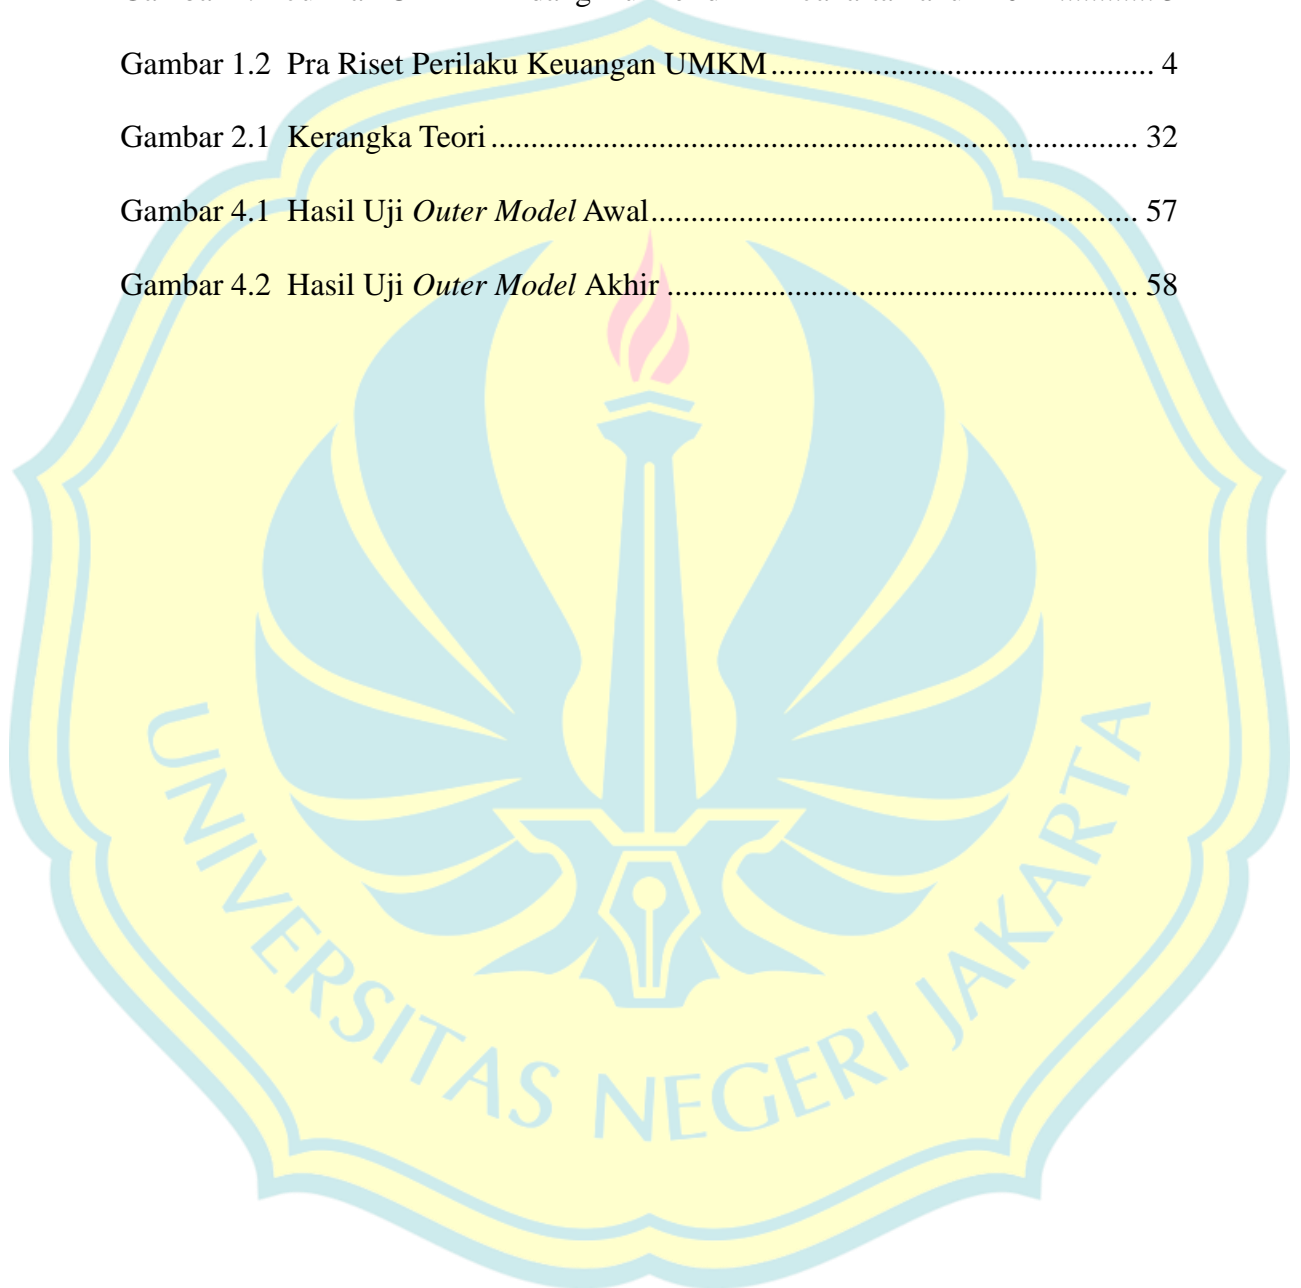 Gambar 1.2 Pra Riset Perilaku Keuangan UMKM ................................................ 4
Gambar 2.1 Kerangka Teori ................................................................................. 32
Gambar 4.1 Hasil Uji Outer Model Awal ............................................................. 57
Gambar 4.2 Hasil Uji Outer Model Akhir ........................................................... 58
UNIVERSITAS NEGERI JAKARTA